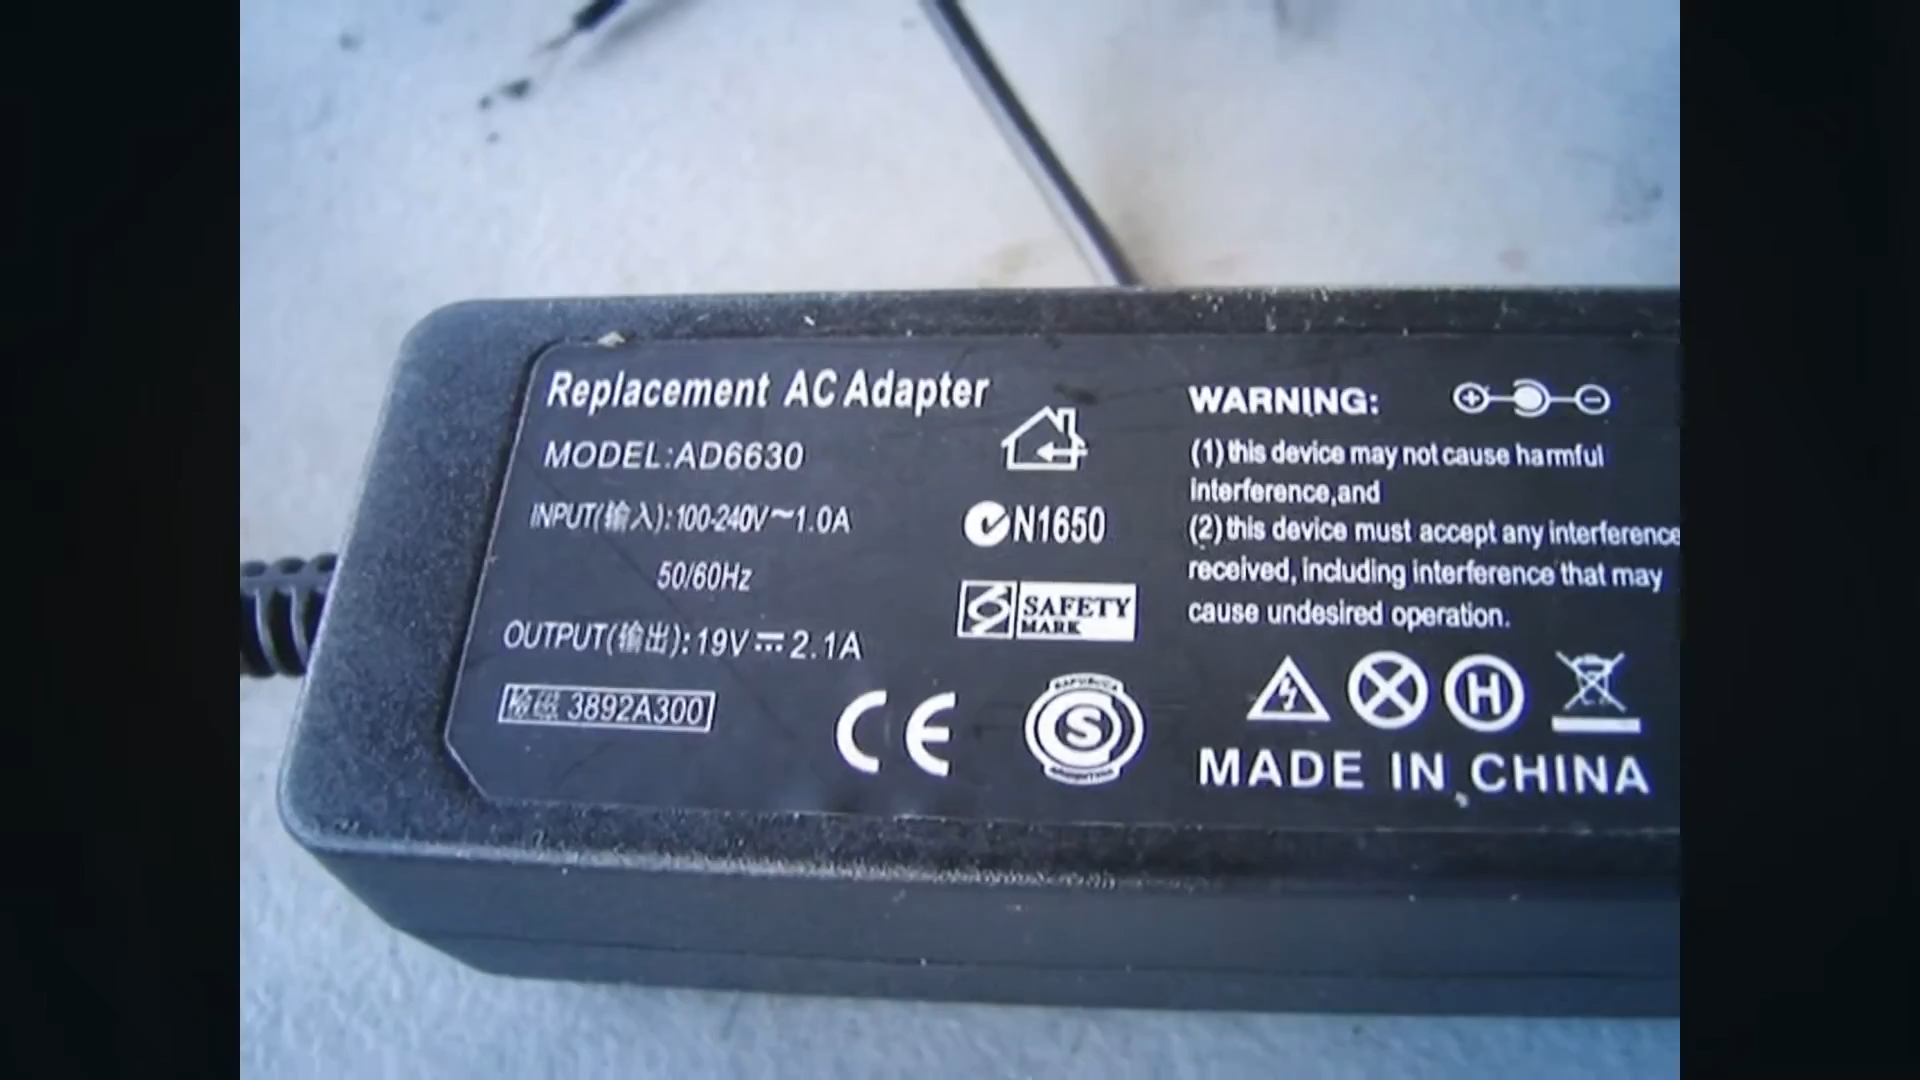 Replacement AC Adapter
MODEL:AD6630
INPUT(输入):100-240V~1.0A
50/60Hz
OUTPUT(输出):19V⎓2.1A
3892A300
N1650
SAFETY
MARK
CE
S
ARGENTINA
WARNING:
(1)this device may not cause harmful
interference,and
(2)this device must accept any interference
received,including interference that may
cause undesired operation.
H
MADE IN CHINA